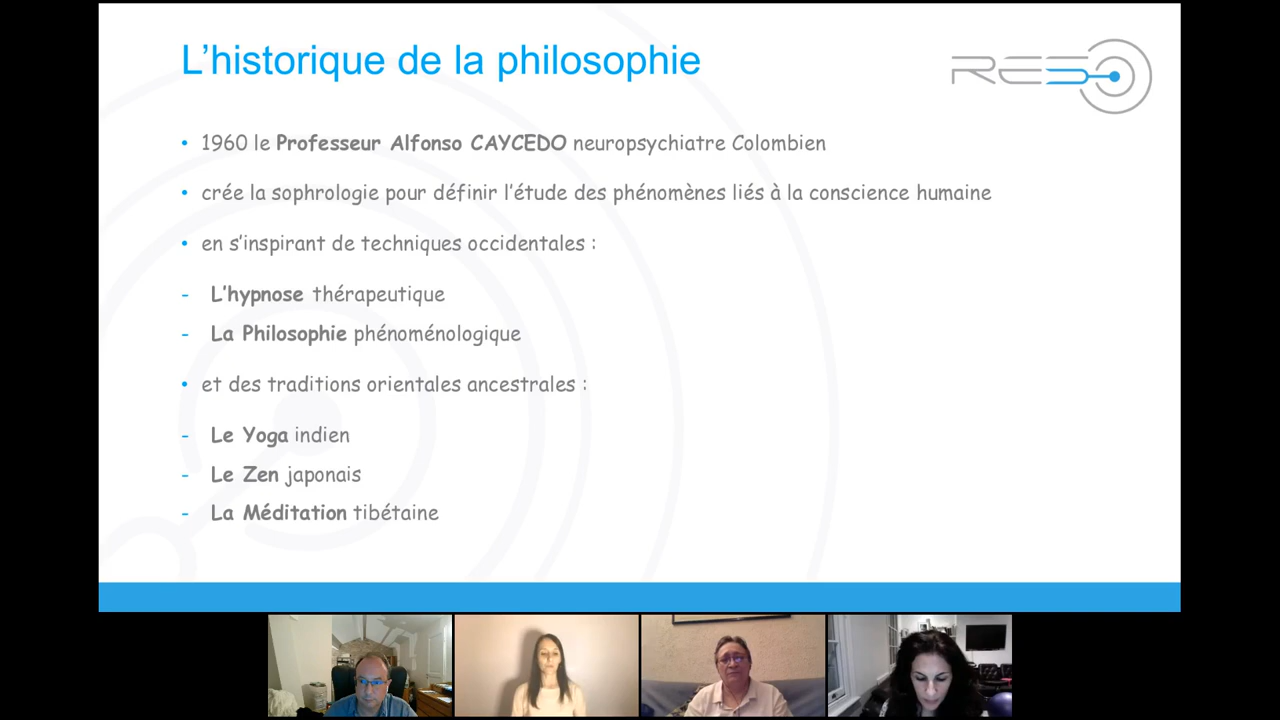 L'historique de la philosophie
RESO
• 1960 le Professeur Alfonso CAYCEDO neuropsychiatre Colombien
• crée la sophrologie pour définir l'étude des phénomènes liés à la conscience humaine
• en s'inspirant de techniques occidentales :
- L'hypnose thérapeutique
- La Philosophie phénoménologique
• et des traditions orientales ancestrales :
- Le Yoga indien
- Le Zen japonais
- La Méditation tibétaine